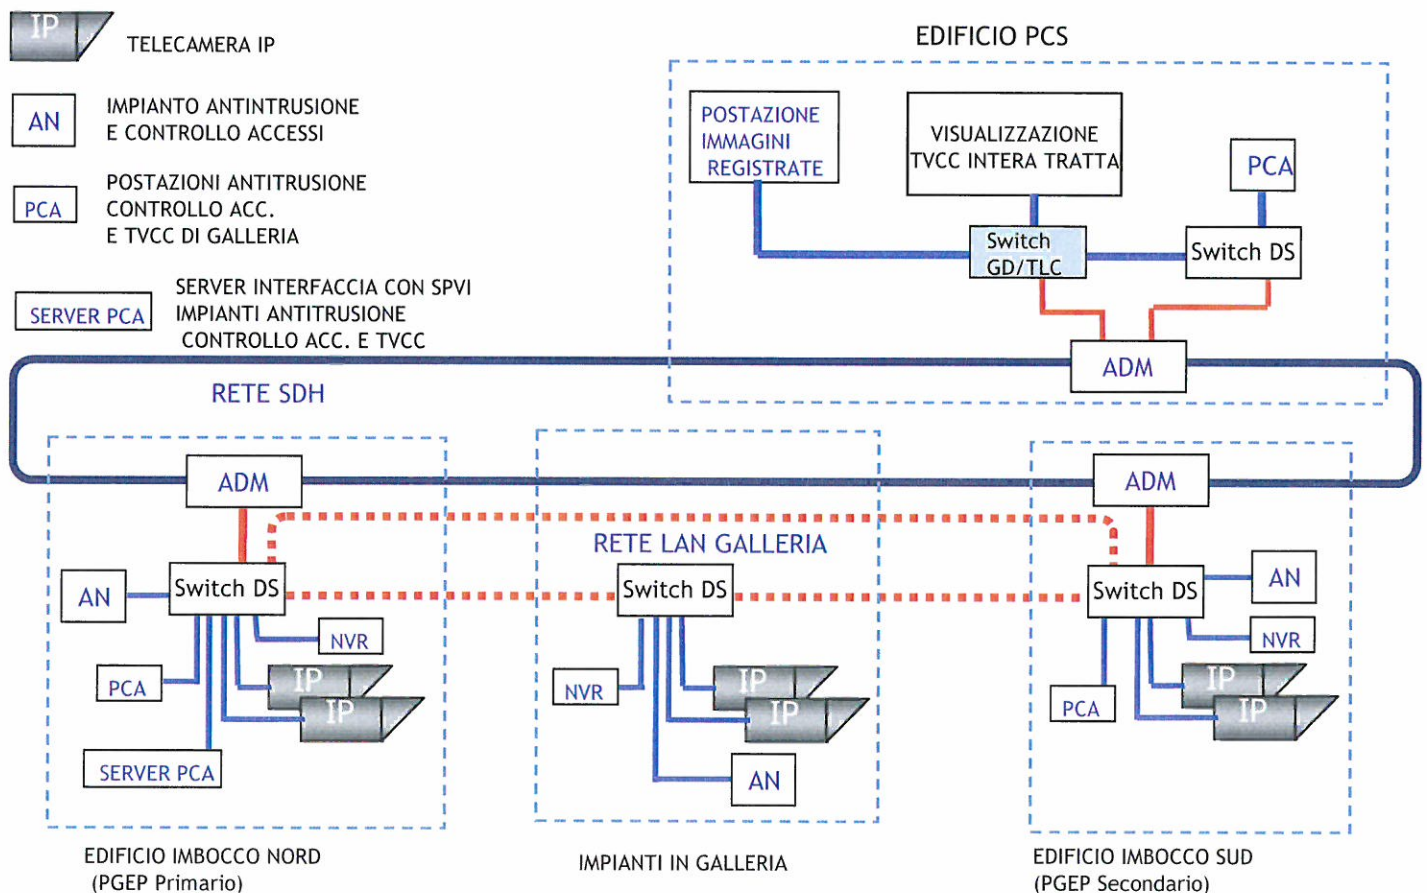 IP
TELECAMERA IP
AN
IMPIANTO ANTINTRUSIONE
E CONTROLLO ACCESSI
PCA
POSTAZIONI ANTITRUSIONE
CONTROLLO ACC.
E TVCC DI GALLERIA
SERVER PCA
SERVER INTERFACCIA CON SPVI
IMPIANTI ANTITRUSIONE
CONTROLLO ACC. E TVCC
EDIFICIO PCS
POSTAZIONE
IMMAGINI
REGISTRATE
VISUALIZZAZIONE
TVCC INTERA TRATTA
PCA
Switch
GD/TLC
Switch DS
ADM
RETE SDH
ADM
ADM
RETE LAN GALLERIA
AN
Switch DS
NVR
PCA
IP
IP
SERVER PCA
Switch DS
NVR
IP
IP
AN
Switch DS
AN
NVR
PCA
IP
IP
EDIFICIO IMBOCCO NORD
(PGEP Primario)
IMPIANTI IN GALLERIA
EDIFICIO IMBOCCO SUD
(PGEP Secondario)